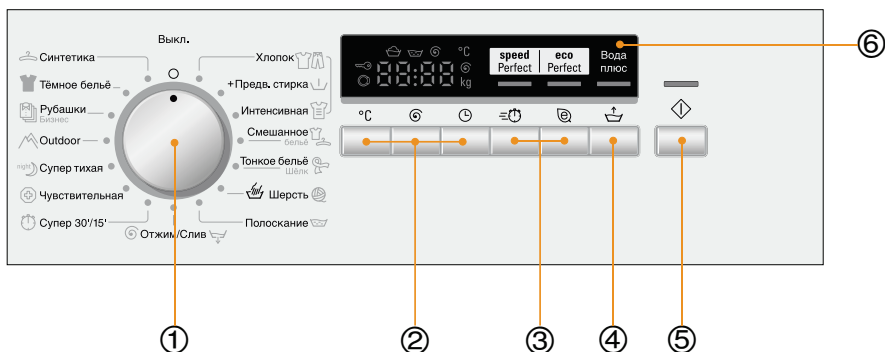 Выкл.
Синтетика
Тёмное бельё
Рубашки
Бизнес
Outdoor
night
Супер тихая
Чувствительная
Супер 30'/15'
Отжим/Слив
Хлопок
+Предв. стирка
Интенсивная
Смешанное
бельё
Тонкое бельё
Шёлк
Шерсть
Полоскание
°C
88:88 kg
speed
Perfect
eco
Perfect
Вода
плюс
°C
e
① ② ③ ④ ⑤ ⑥